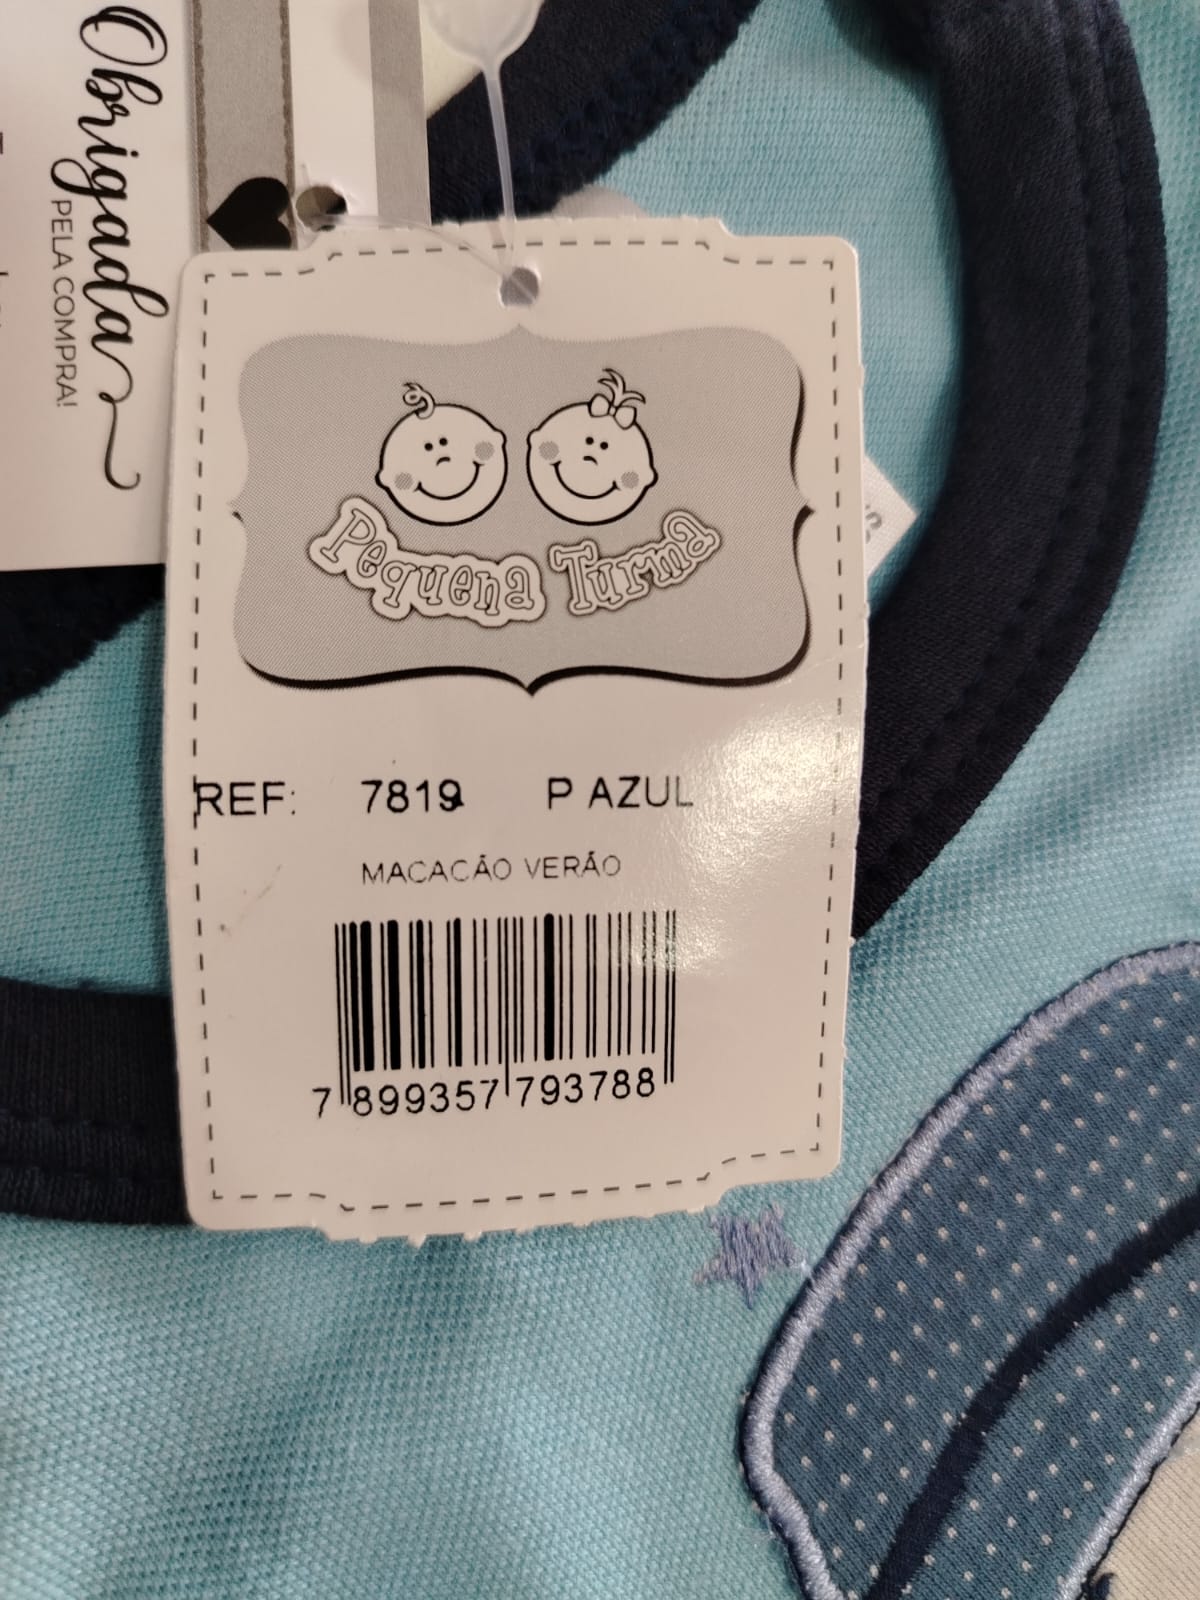 Obrigada
PELA COMPRA!
Pequena Turma
REF: 7819 P AZUL
MACACÃO VERÃO
7 899357 793788